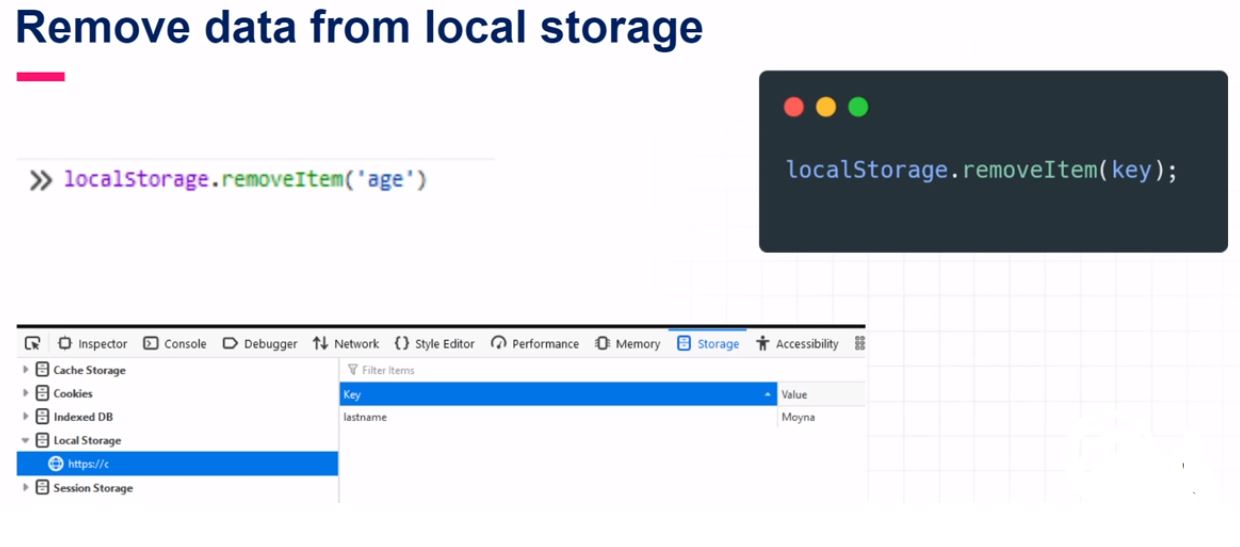 Remove data from local storage
localStorage.removeItem(key);
» localStorage.removeItem('age')
Inspector Console Debugger Network {} Style Editor Performance Memory Storage Accessibility
Cache Storage
Filter Items
Cookies
Key Value
Indexed DB
lastname Moyna
Local Storage
https://c
Session Storage